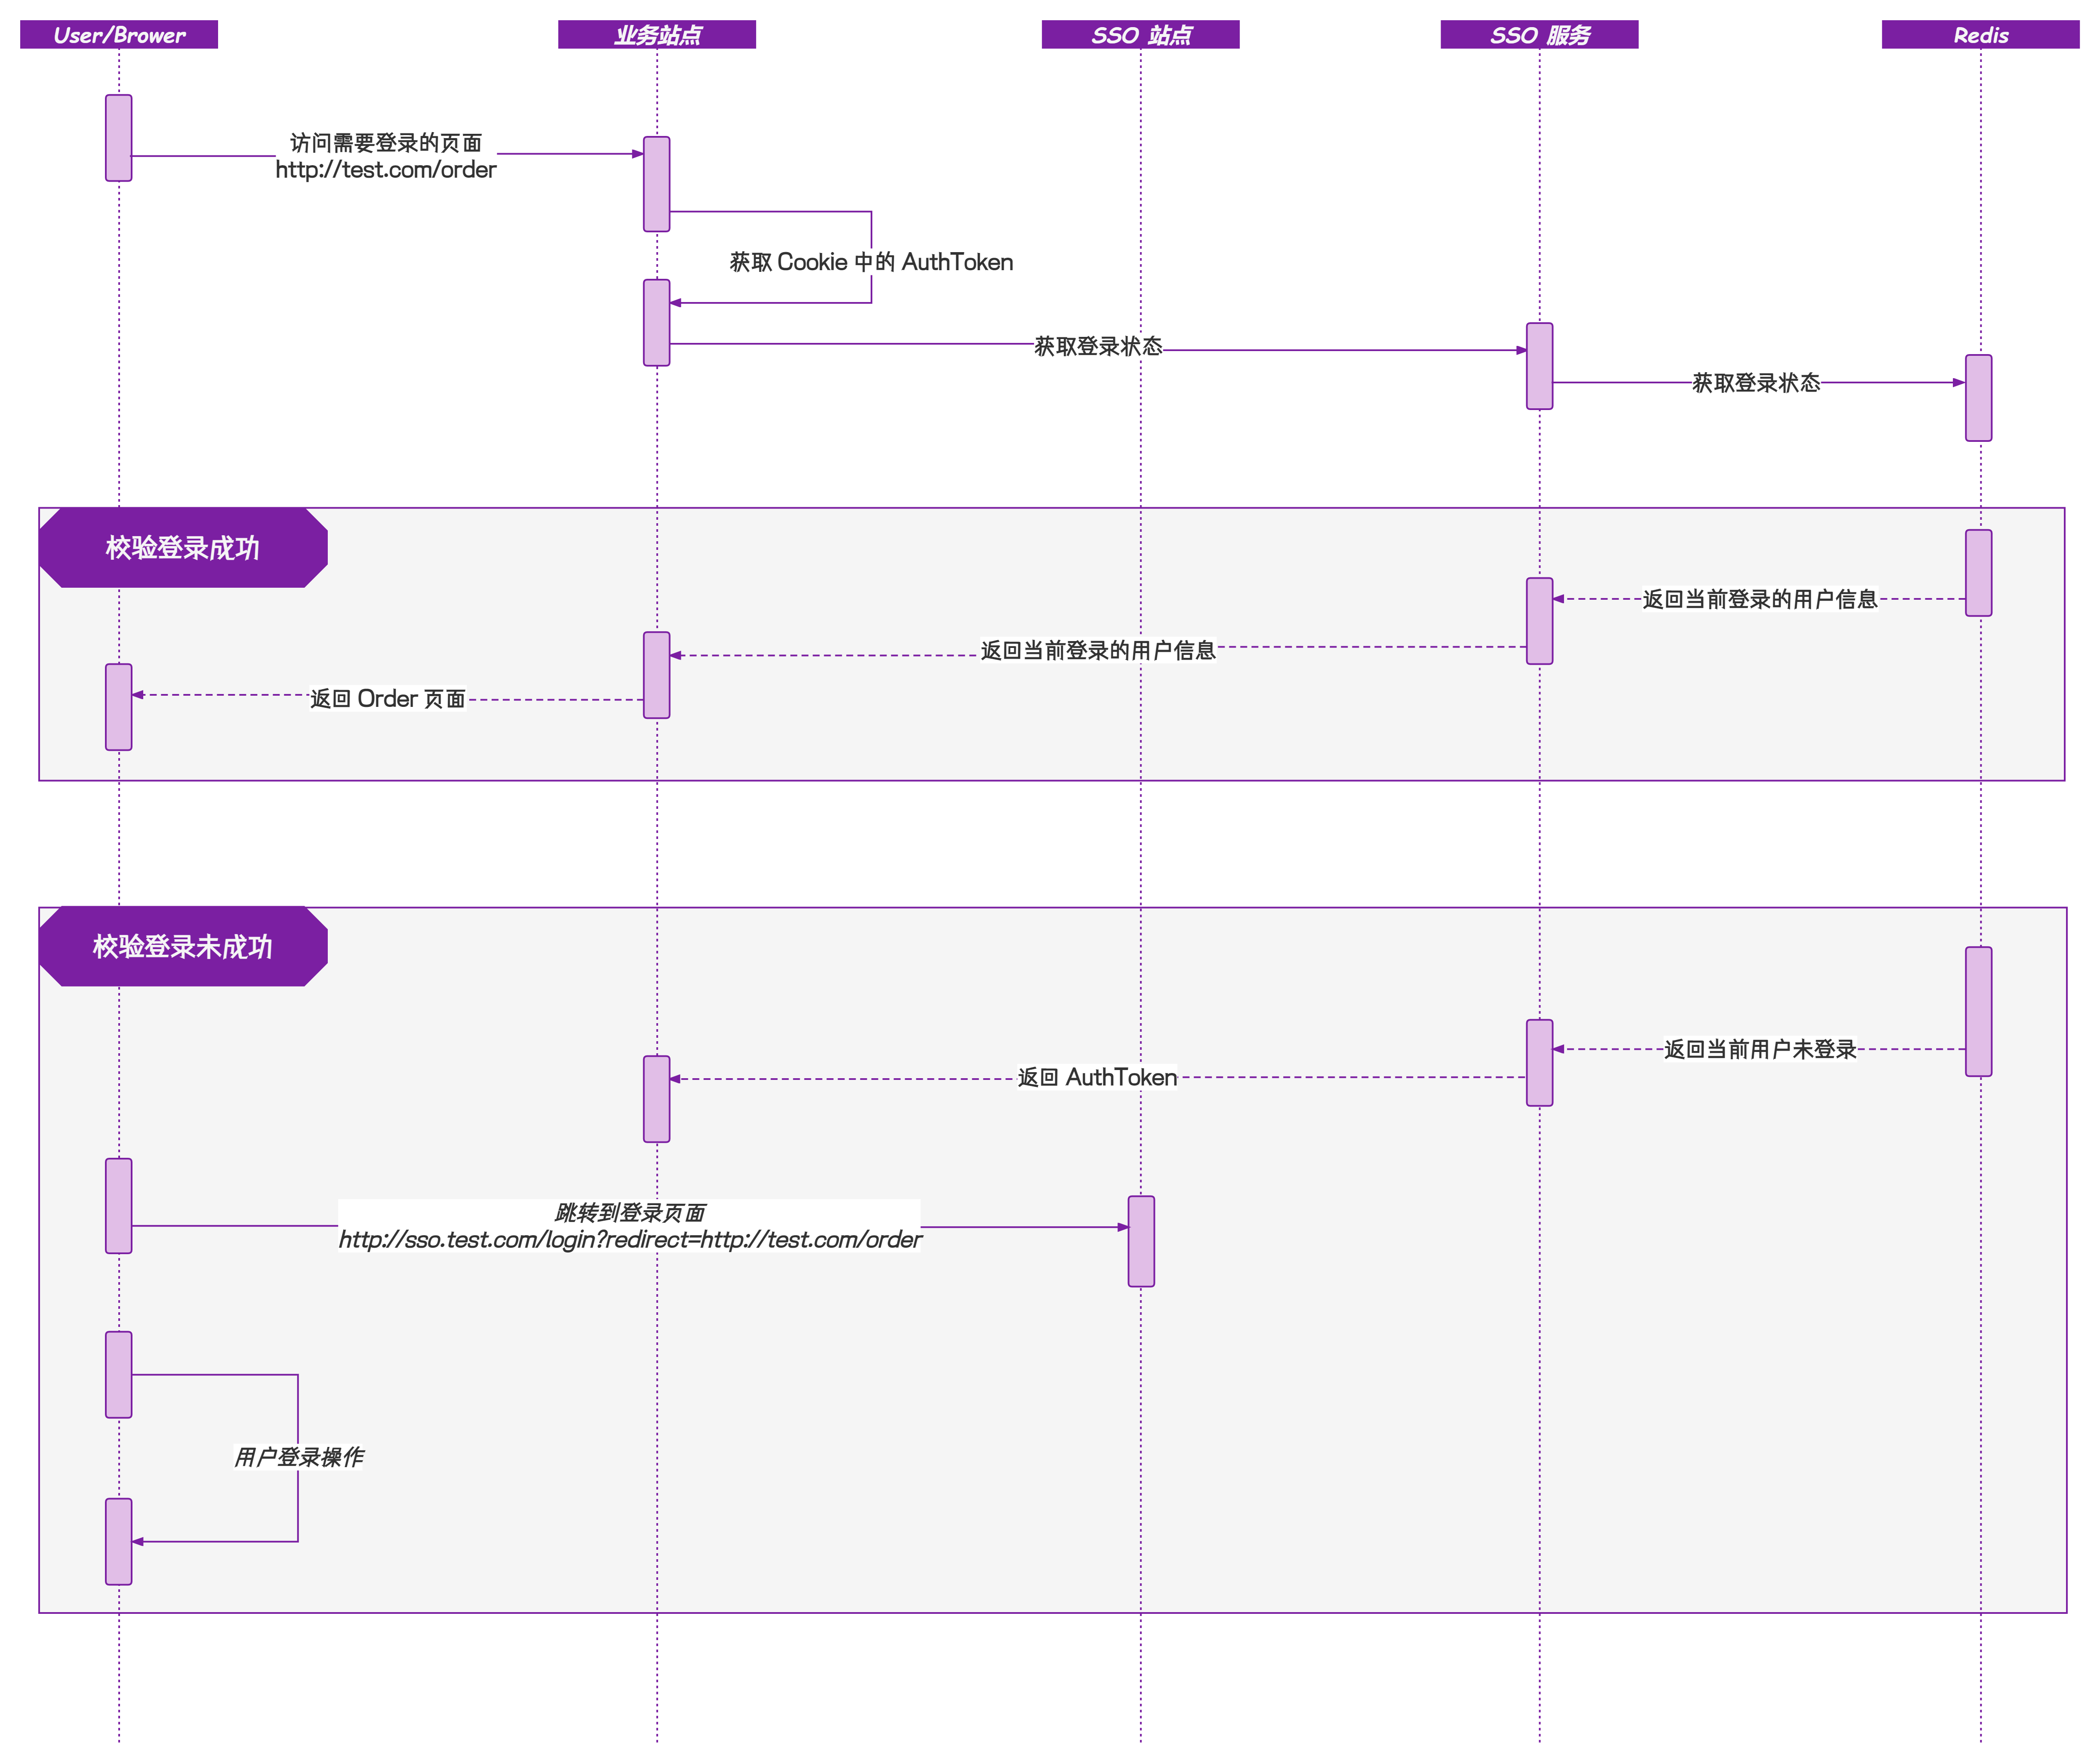 User/Brower
业务站点
SSO 站点
SSO 服务
Redis
访问需要登录的页面
http://test.com/order
获取 Cookie 中的 AuthToken
获取登录状态
获取登录状态
校验登录成功
返回当前登录的用户信息
返回当前登录的用户信息
返回 Order 页面
校验登录未成功
返回当前用户未登录
返回 AuthToken
跳转到登录页面
http://sso.test.com/login?redirect=http://test.com/order
用户登录操作